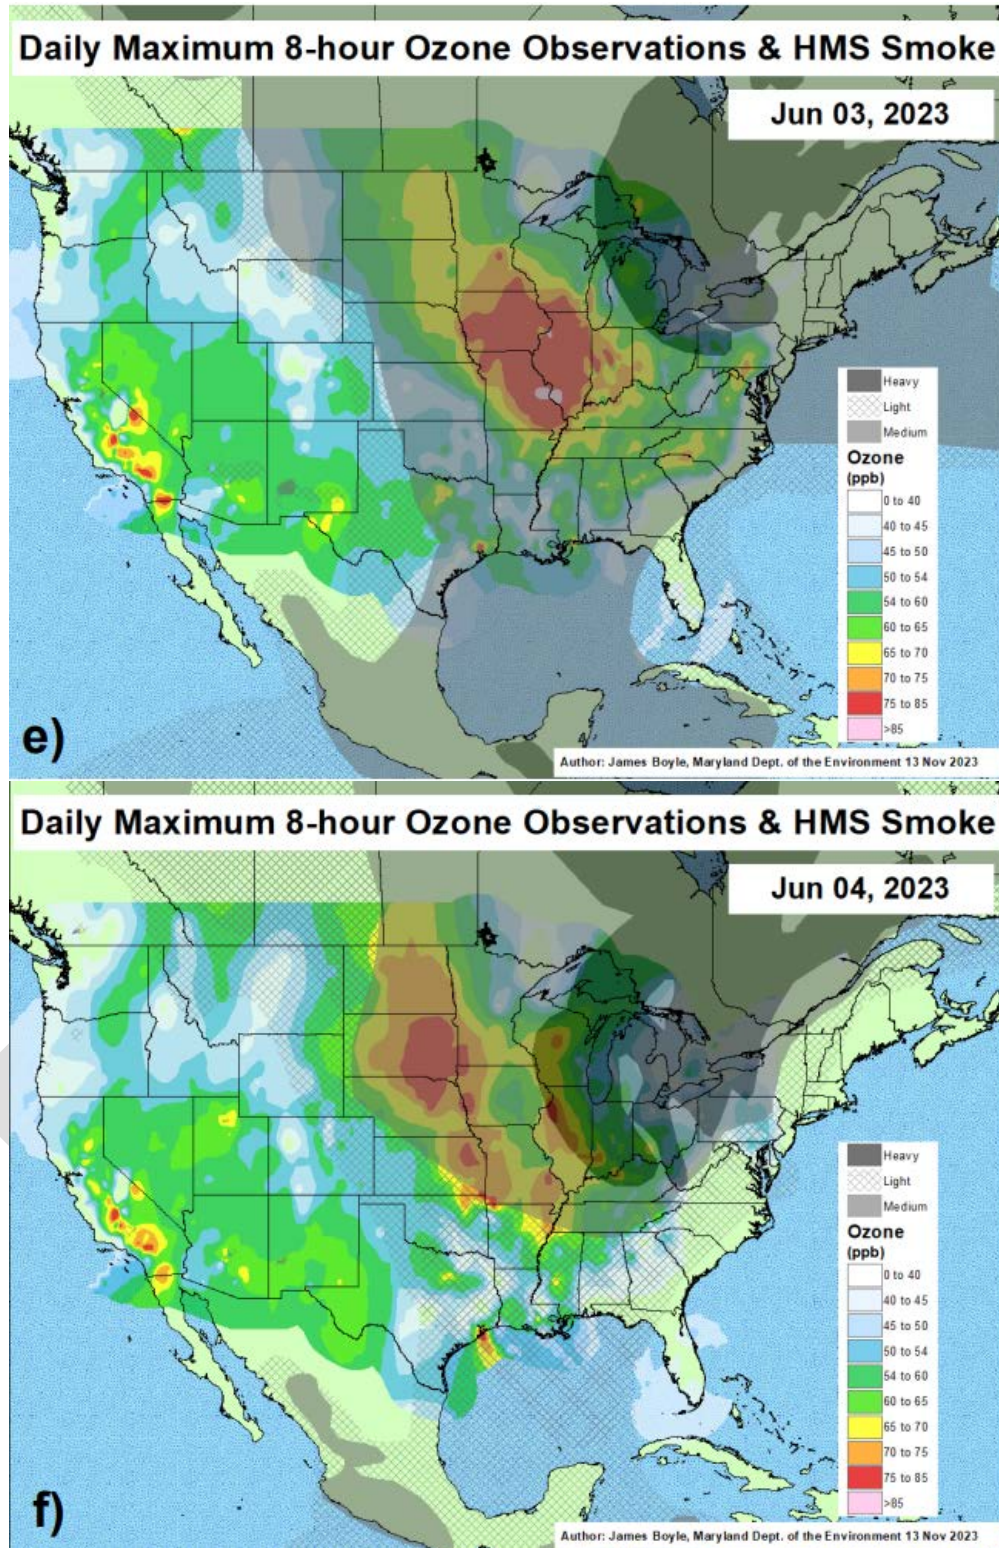 Daily Maximum 8-hour Ozone Observations & HMS Smoke
Jun 03, 2023
Heavy
Light
Medium
Ozone
(ppb)
0 to 40
40 to 45
45 to 50
50 to 54
54 to 60
60 to 65
65 to 70
70 to 75
75 to 85
>85
e)
Author: James Boyle, Maryland Dept. of the Environment 13 Nov 2023
Daily Maximum 8-hour Ozone Observations & HMS Smoke
Jun 04, 2023
Heavy
Light
Medium
Ozone
(ppb)
0 to 40
40 to 45
45 to 50
50 to 54
54 to 60
60 to 65
65 to 70
70 to 75
75 to 85
>85
f)
Author: James Boyle, Maryland Dept. of the Environment 13 Nov 2023